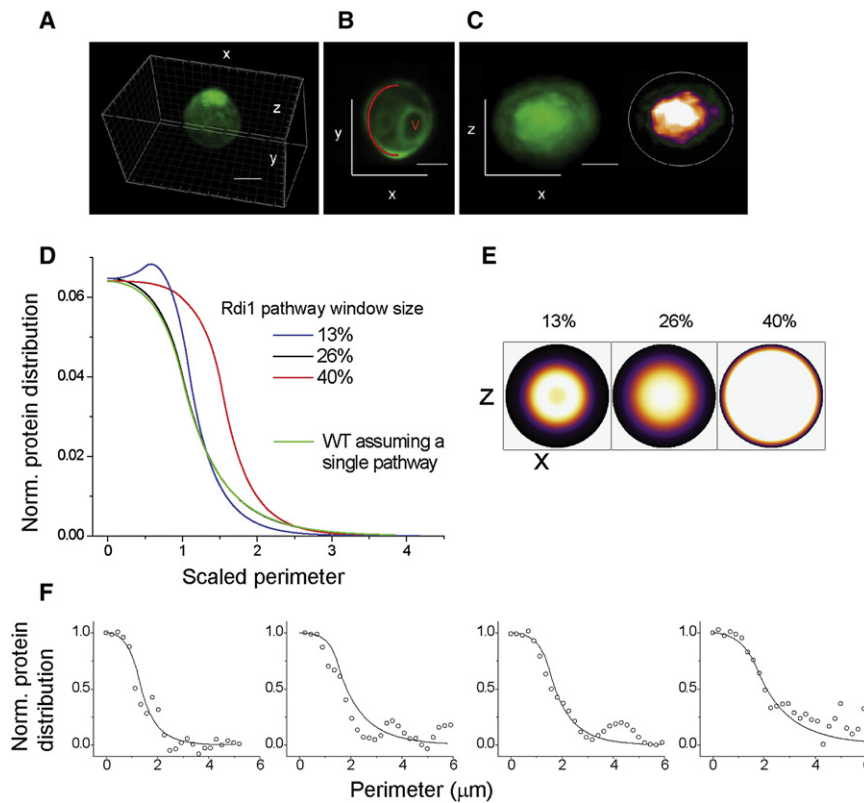 A
B
C
x
z
y
y
x
V
z
x
D
Norm. protein distribution
0.06
0.04
0.02
0.00
Rdi1 pathway window size
13%
26%
40%
WT assuming a
single pathway
0 1 2 3 4
Scaled perimeter
E
13% 26% 40%
Z
X
F
Norm. protein
distribution
1.0
0.5
0.0
0 2 4 6
1.0
0.5
0.0
0 2 4 6
1.0
0.5
0.0
0 2 4 6
1.0
0.5
0.0
0 2 4 6
Perimeter (μm)